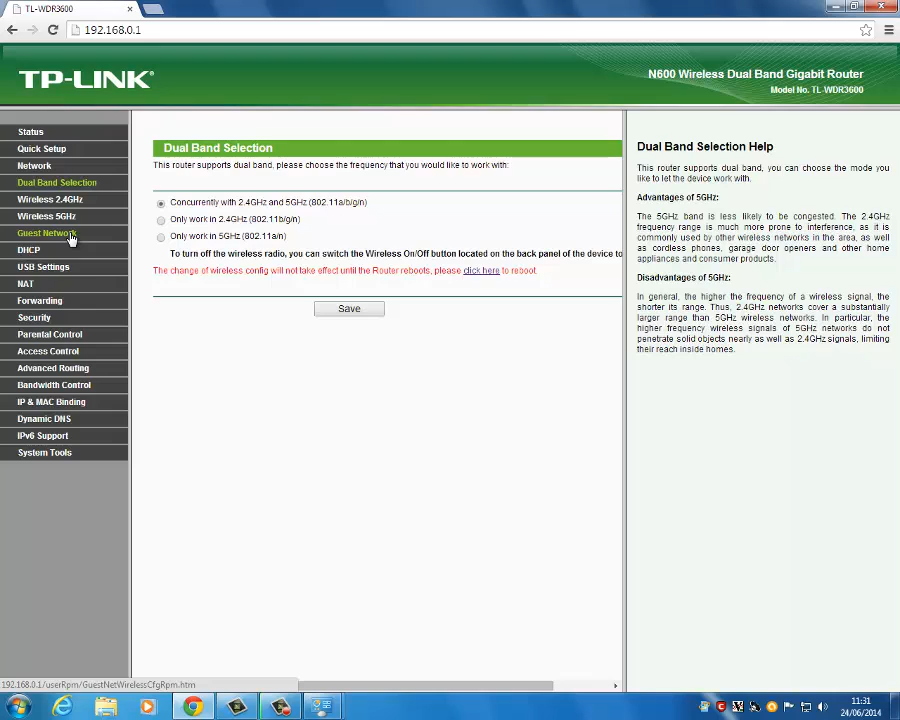 TL-WDR3600
192.168.0.1
TP-LINK®
N600 Wireless Dual Band Gigabit Router
Model No. TL-WDR3600
Status
Quick Setup
Network
Dual Band Selection
Wireless 2.4GHz
Wireless 5GHz
Guest Network
DHCP
USB Settings
NAT
Forwarding
Security
Parental Control
Access Control
Advanced Routing
Bandwidth Control
IP & MAC Binding
Dynamic DNS
IPv6 Support
System Tools
Dual Band Selection
This router supports dual band, please choose the frequency that you would like to work with:
Concurrently with 2.4GHz and 5GHz (802.11a/b/g/n)
Only work in 2.4GHz (802.11b/g/n)
Only work in 5GHz (802.11a/n)
To turn off the wireless radio, you can switch the Wireless On/Off button located on the back panel of the device to
The change of wireless config will not take effect until the Router reboots, please click here to reboot.
Save
Dual Band Selection Help
This router supports dual band, you can choose the mode you
like to let the device work with.
Advantages of 5GHz:
The 5GHz band is less likely to be congested. The 2.4GHz
frequency range is much more prone to interference, as it is
commonly used by other wireless networks in the area, as well
as cordless phones, garage door openers and other home
appliances and consumer products.
Disadvantages of 5GHz:
In general, the higher the frequency of a wireless signal, the
shorter its range. Thus, 2.4GHz networks cover a substantially
larger range than 5GHz wireless networks. In particular, the
higher frequency wireless signals of 5GHz networks do not
penetrate solid objects nearly as well as 2.4GHz signals, limiting
their reach inside homes.
192.168.0.1/userRpm/GuestNetWirelessCfgRpm.htm
11:31
24/06/2014